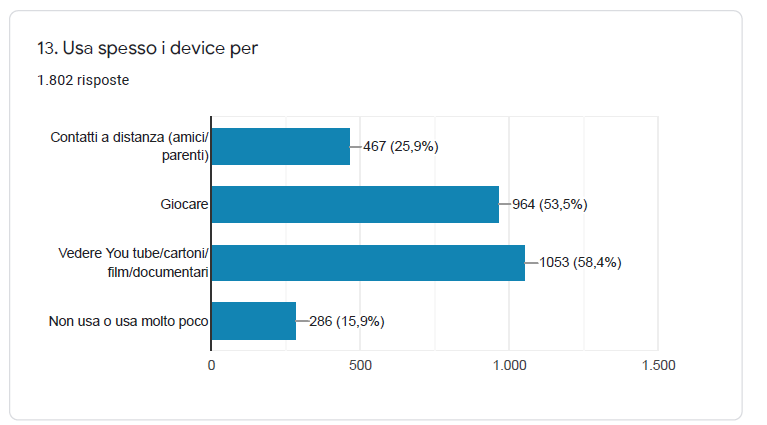 13. Usa spesso i device per
1.802 risposte
Contatti a distanza (amici/
parenti)
467 (25,9%)
Giocare
964 (53,5%)
Vedere You tube/cartoni/
film/documentari
1053 (58,4%)
Non usa o usa molto poco
286 (15,9%)
0
500
1.000
1.500